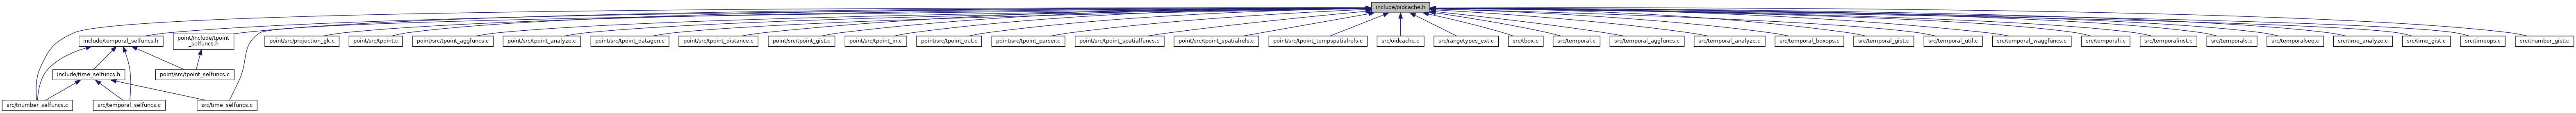 include/oidcache.h
include/temporal_selfuncs.h
point/include/tpoint
_selfuncs.h
point/src/projection_gk.c
point/src/tpoint.c
point/src/tpoint_aggfuncs.c
point/src/tpoint_analyze.c
point/src/tpoint_datagen.c
point/src/tpoint_distance.c
point/src/tpoint_gist.c
point/src/tpoint_in.c
point/src/tpoint_out.c
point/src/tpoint_parser.c
point/src/tpoint_spatialfuncs.c
point/src/tpoint_spatialrels.c
point/src/tpoint_tempspatialrels.c
src/oidcache.c
src/rangetypes_ext.c
src/tbox.c
src/temporal.c
src/temporal_aggfuncs.c
src/temporal_analyze.c
src/temporal_boxops.c
src/temporal_gist.c
src/temporal_util.c
src/temporal_waggfuncs.c
src/temporali.c
src/temporalinst.c
src/temporals.c
src/temporalseq.c
src/time_analyze.c
src/time_gist.c
src/timeops.c
src/tnumber_gist.c
include/time_selfuncs.h
point/src/tpoint_selfuncs.c
src/tnumber_selfuncs.c
src/temporal_selfuncs.c
src/time_selfuncs.c